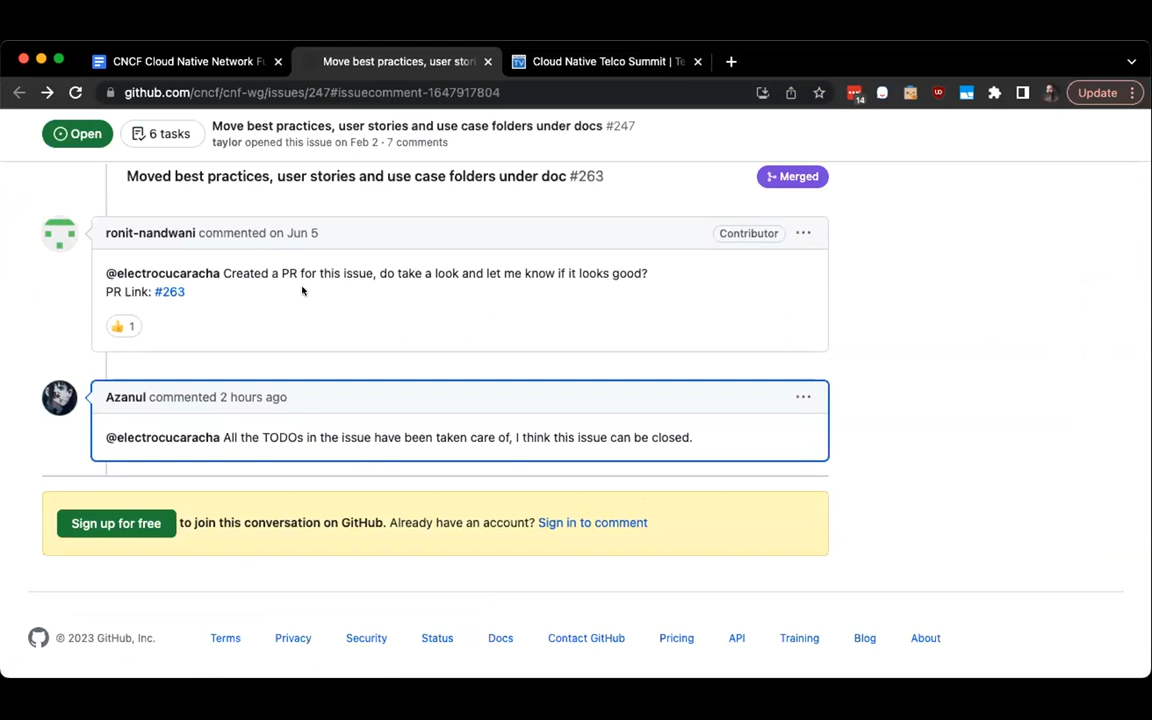 CNCF Cloud Native Network Fu
Move best practices, user stori
Cloud Native Telco Summit | Te
github.com/cncf/cnf-wg/issues/247#issuecomment-1647917804
14
Update
Open
6 tasks
Move best practices, user stories and use case folders under docs #247
taylor opened this issue on Feb 2 · 7 comments
Moved best practices, user stories and use case folders under doc #263
Merged
ronit-nandwani commented on Jun 5
Contributor
@electrocucaracha Created a PR for this issue, do take a look and let me know if it looks good?
PR Link: #263
1
Azanul commented 2 hours ago
@electrocucaracha All the TODOs in the issue have been taken care of, I think this issue can be closed.
Sign up for free to join this conversation on GitHub. Already have an account? Sign in to comment
© 2023 GitHub, Inc.
Terms
Privacy
Security
Status
Docs
Contact GitHub
Pricing
API
Training
Blog
About